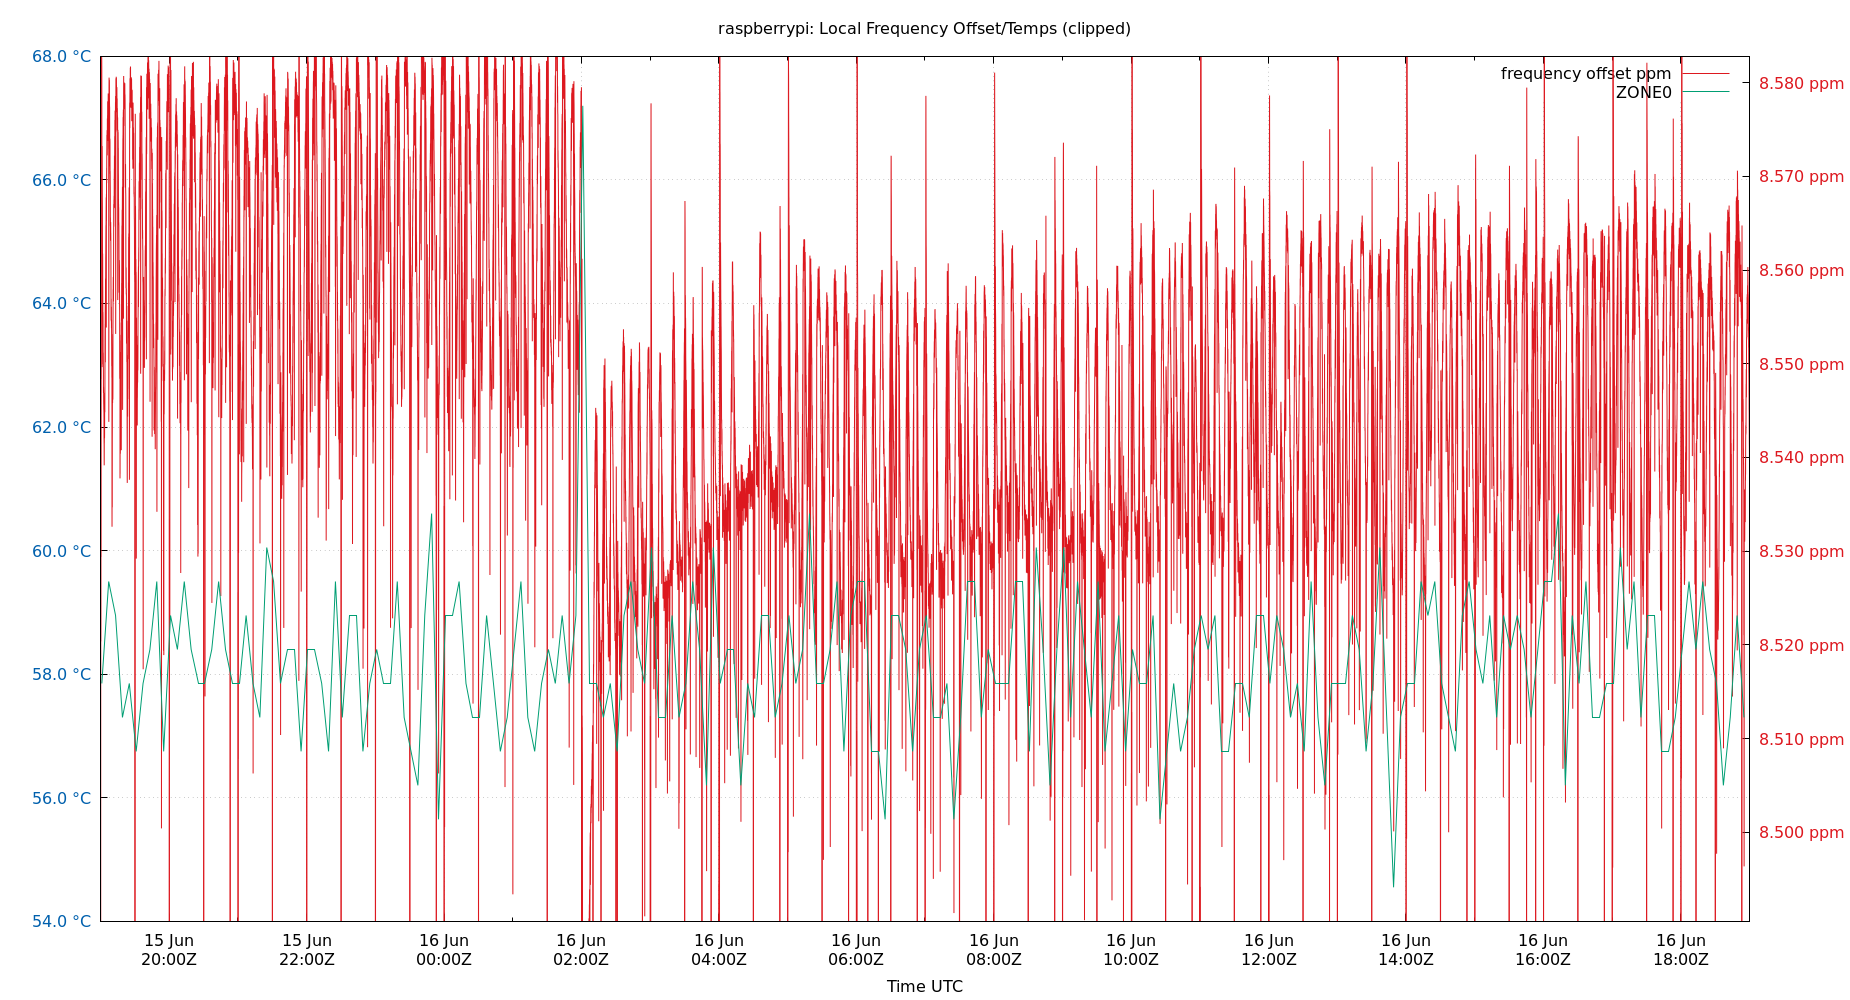 raspberrypi: Local Frequency Offset/Temps (clipped)
frequency offset ppm
ZONE0
68.0 °C
66.0 °C
64.0 °C
62.0 °C
60.0 °C
58.0 °C
56.0 °C
54.0 °C
8.580 ppm
8.570 ppm
8.560 ppm
8.550 ppm
8.540 ppm
8.530 ppm
8.520 ppm
8.510 ppm
8.500 ppm
15 Jun 15 Jun 16 Jun 16 Jun 16 Jun 16 Jun 16 Jun 16 Jun 16 Jun 16 Jun 16 Jun 16 Jun
20:00Z 22:00Z 00:00Z 02:00Z 04:00Z 06:00Z 08:00Z 10:00Z 12:00Z 14:00Z 16:00Z 18:00Z
Time UTC